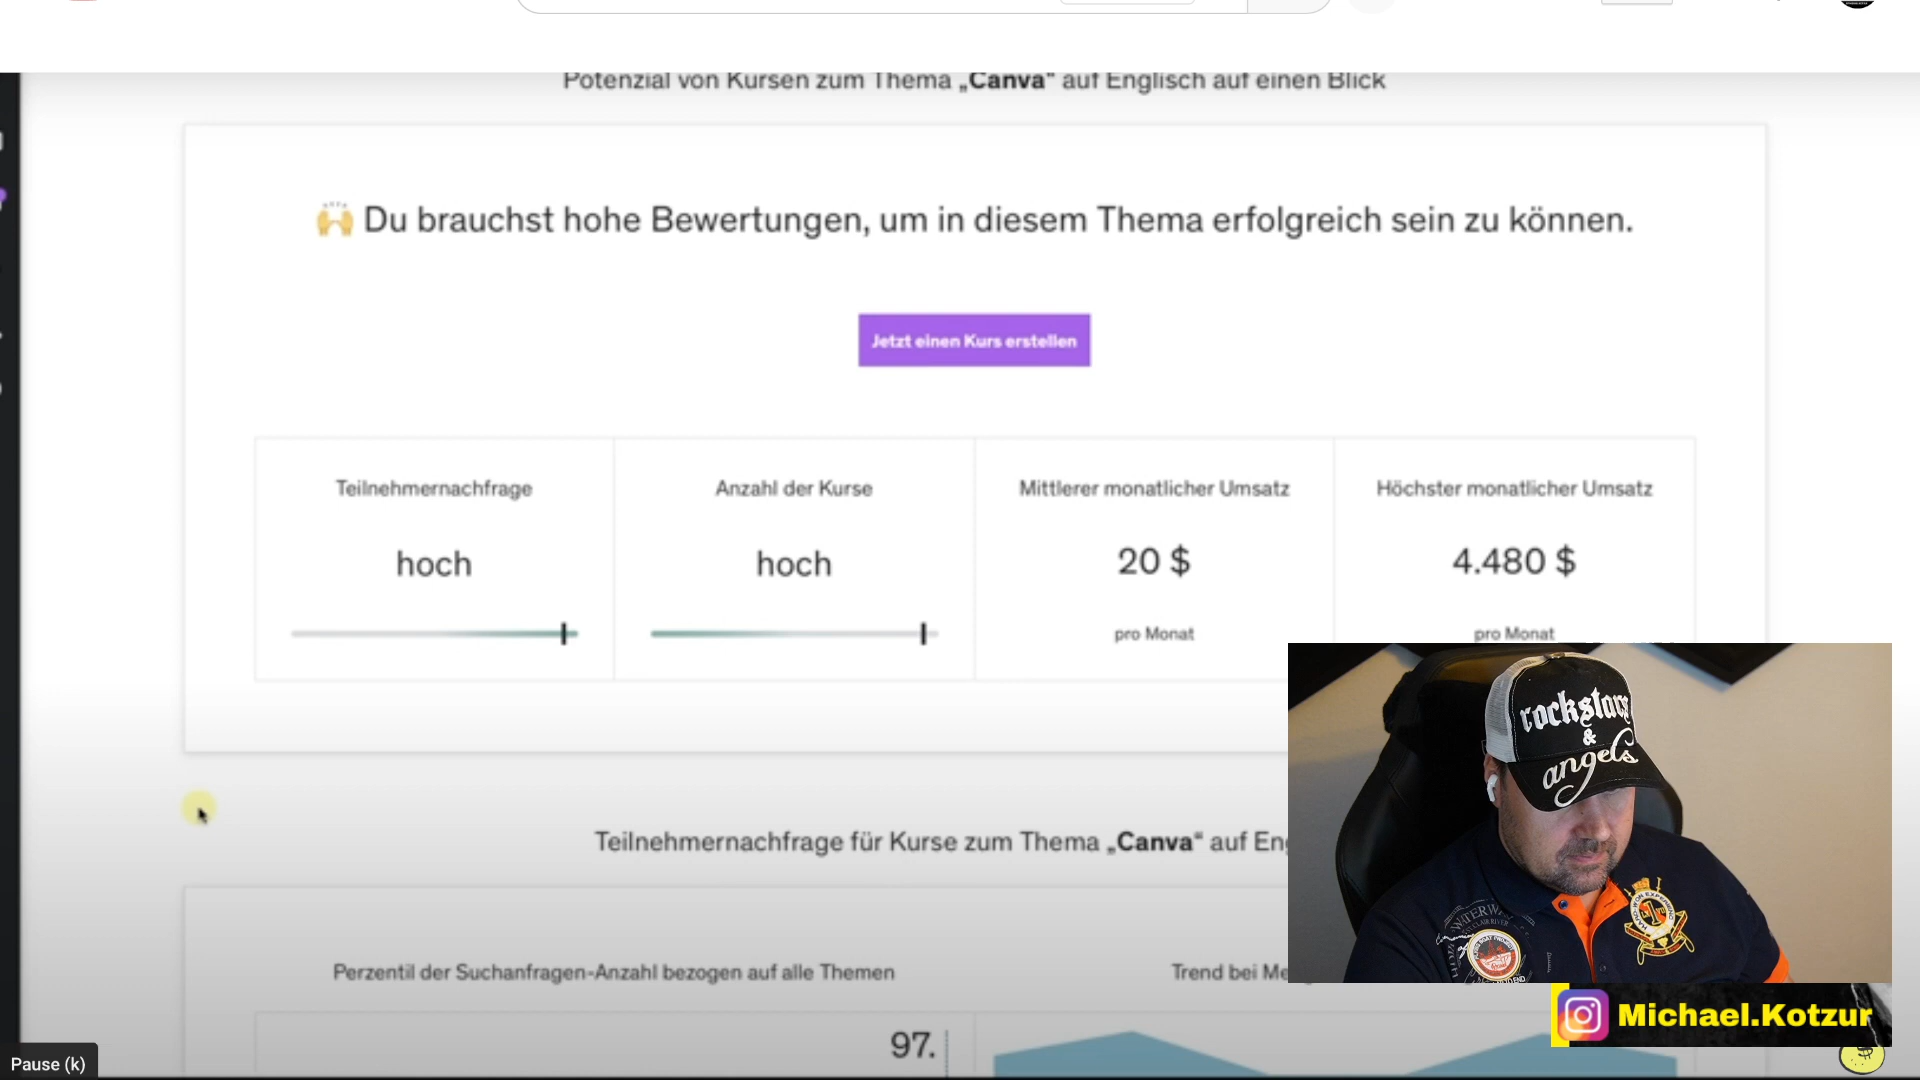 Potenzial von Kursen zum Thema „Canva“ auf Englisch auf einen Blick
Du brauchst hohe Bewertungen, um in diesem Thema erfolgreich sein zu können.
Jetzt einen Kurs erstellen
Teilnehmernachfrage
hoch
Anzahl der Kurse
hoch
Mittlerer monatlicher Umsatz
20 $
pro Monat
Höchster monatlicher Umsatz
4.480 $
pro Monat
Teilnehmernachfrage für Kurse zum Thema „Canva“ auf En
Perzentil der Suchanfragen-Anzahl bezogen auf alle Themen
97.
Trend bei Me
rockstars
&
angels
Michael.Kotzur
Pause (k)